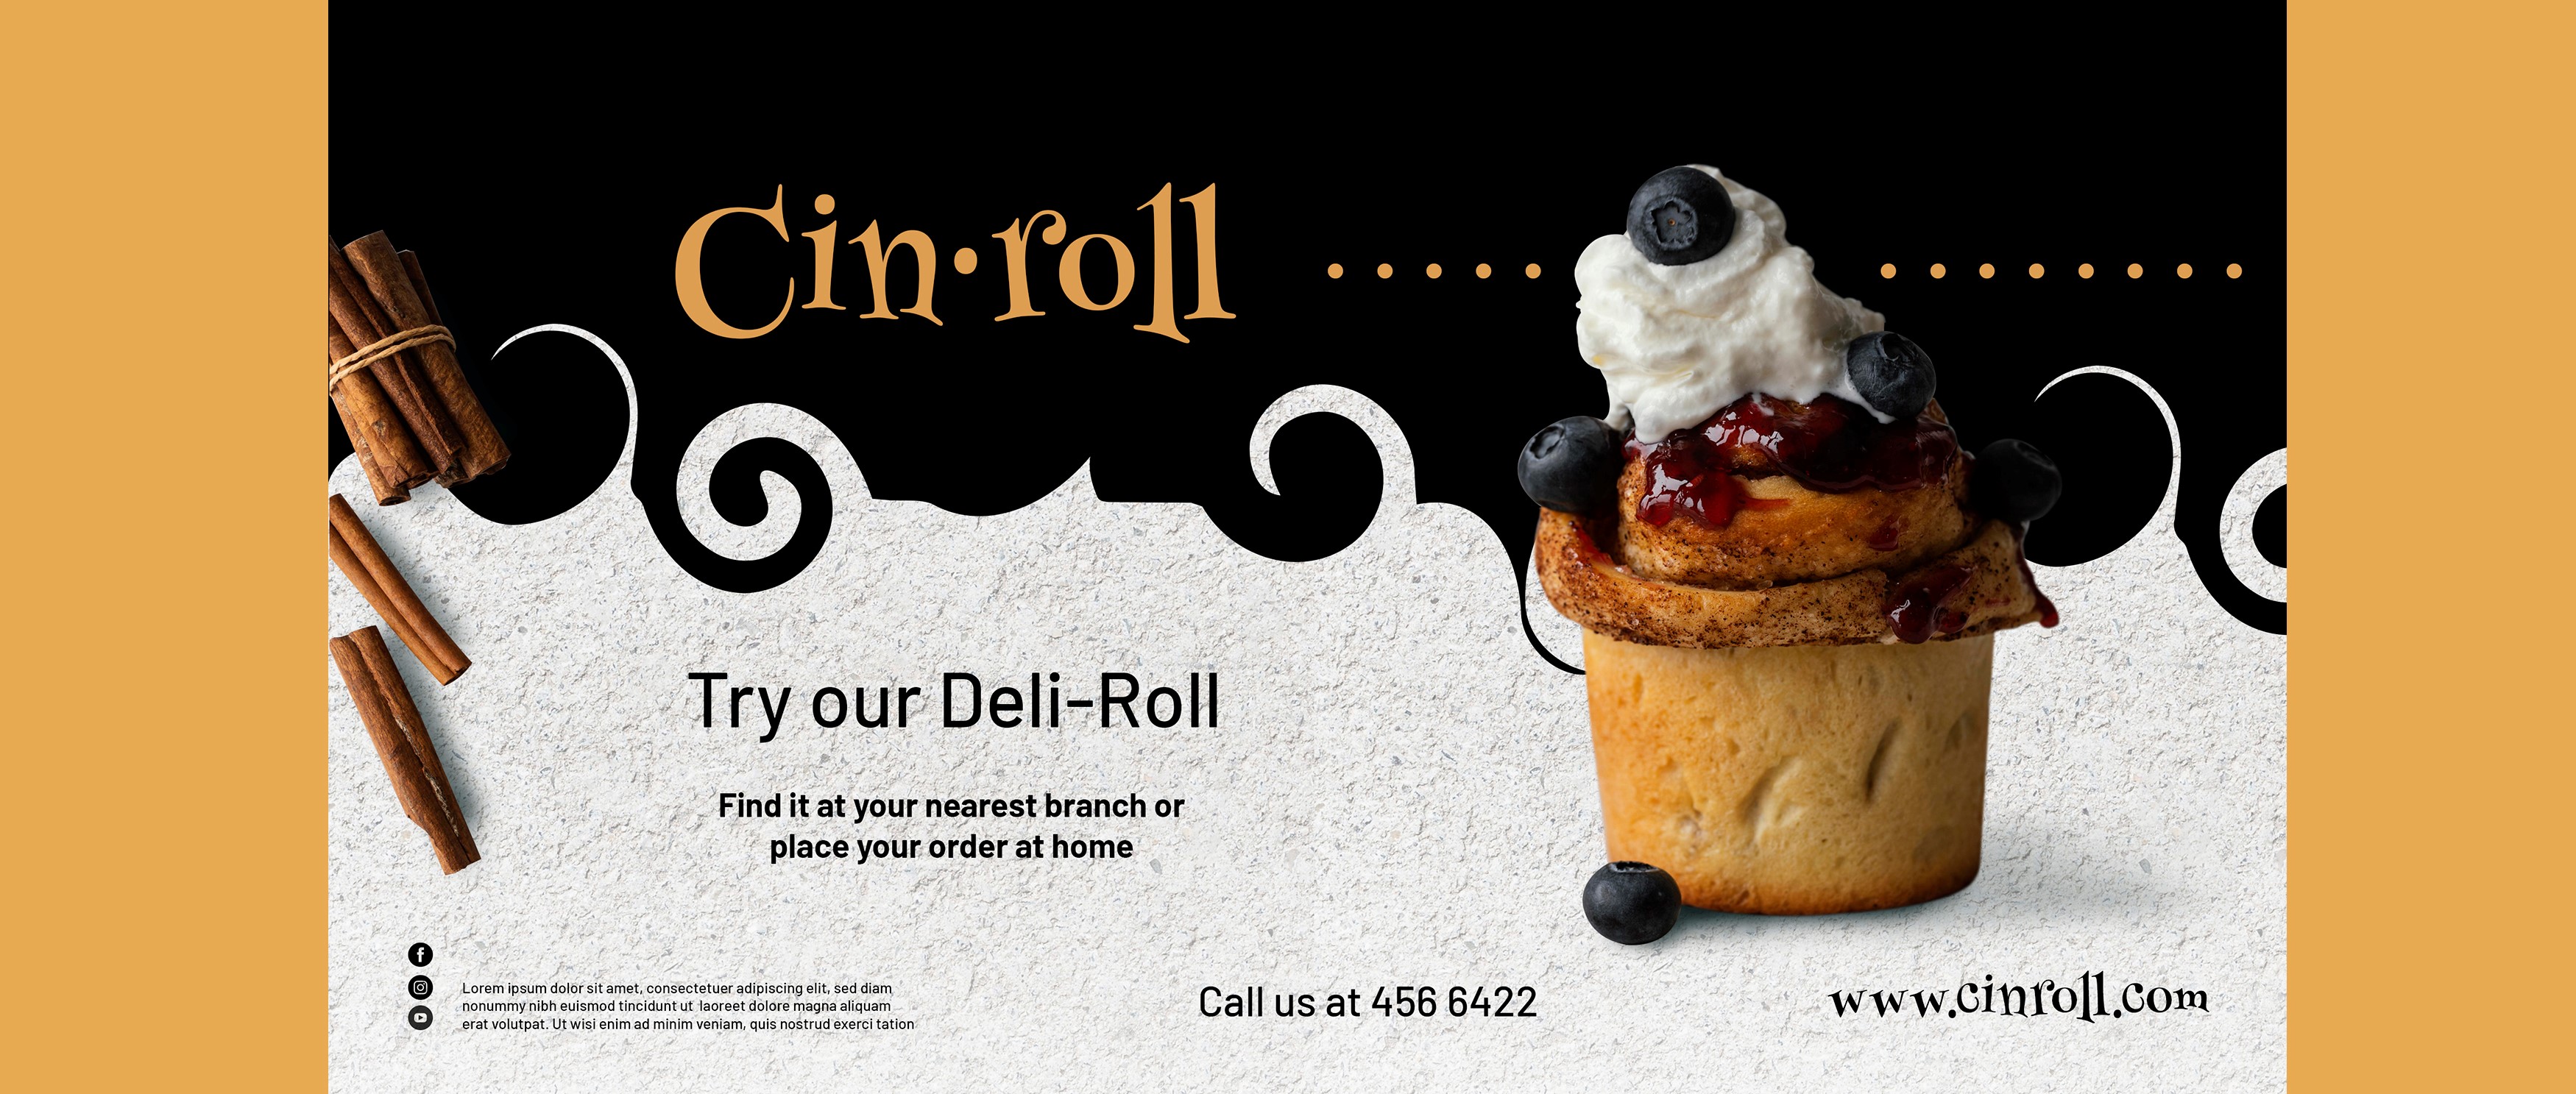 Cin·roll
Try our Deli-Roll
Find it at your nearest branch or
place your order at home
Lorem ipsum dolor sit amet, consectetuer adipiscing elit, sed diam
nonummy nibh euismod tincidunt ut laoreet dolore magna aliquam
erat volutpat. Ut wisi enim ad minim veniam, quis nostrud exerci tation
Call us at 456 6422
www.cinroll.com